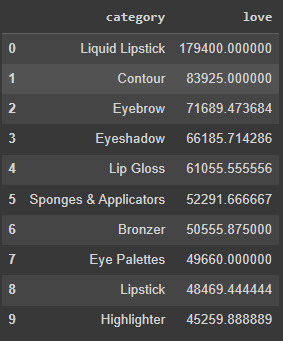 category love
0 Liquid Lipstick 179400.000000
1 Contour 83925.000000
2 Eyebrow 71689.473684
3 Eyeshadow 66185.714286
4 Lip Gloss 61055.555556
5 Sponges & Applicators 52291.666667
6 Bronzer 50555.875000
7 Eye Palettes 49660.000000
8 Lipstick 48469.444444
9 Highlighter 45259.888889